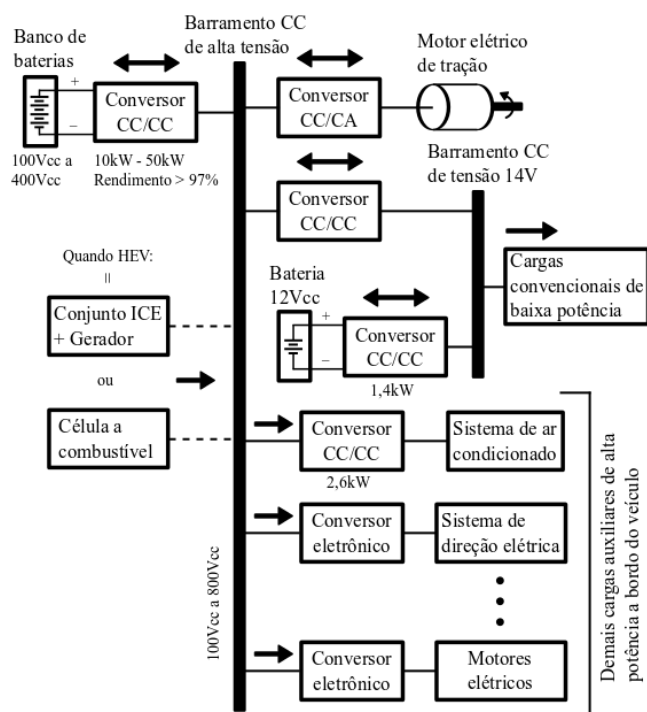 Banco de
baterias
+
−
100Vcc a
400Vcc
Conversor
CC/CC
10kW - 50kW
Rendimento > 97%
Barramento CC
de alta tensão
Conversor
CC/CA
Motor elétrico
de tração
Conversor
CC/CC
Barramento CC
de tensão 14V
Cargas
convencionais de
baixa potência
Bateria
12Vcc
+
−
Conversor
CC/CC
1,4kW
Quando HEV:
=
Conjunto ICE
+ Gerador
ou
Célula a
combustível
100Vcc a 800Vcc
Conversor
CC/CC
2,6kW
Sistema de ar
condicionado
Conversor
eletrônico
Sistema de
direção elétrica
Conversor
eletrônico
Motores
elétricos
Demais cargas auxiliares de alta
potência a bordo do veículo